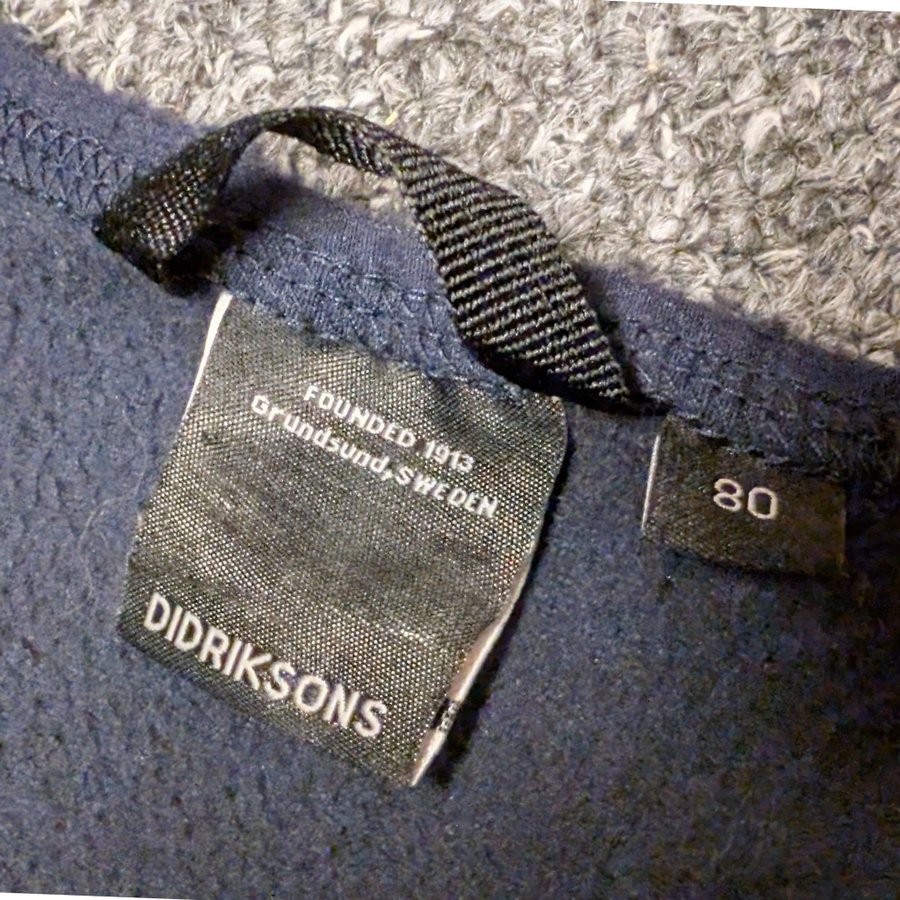 FOUNDED 1913
Grundsund,SWEDEN
DIDRIKSONS
80